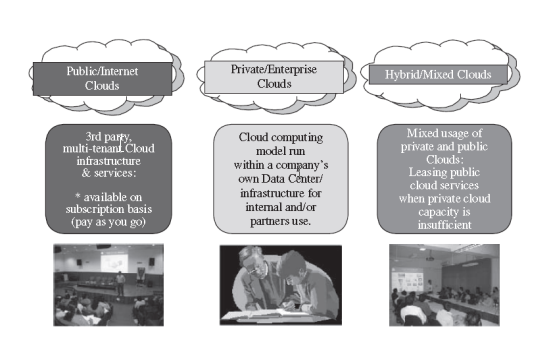 Public/Internet
Clouds
Private/Enterprise
Clouds
Hybrid/Mixed Clouds
3rd party,
multi-tenant Cloud
infrastructure
& services:
* available on
subscription basis
(pay as you go)
Cloud computing
model run
within a company's
own Data Center/
infrastructure for
internal and/or
partners use.
Mixed usage of
private and public
Clouds:
Leasing public
cloud services
when private cloud
capacity is
insufficient